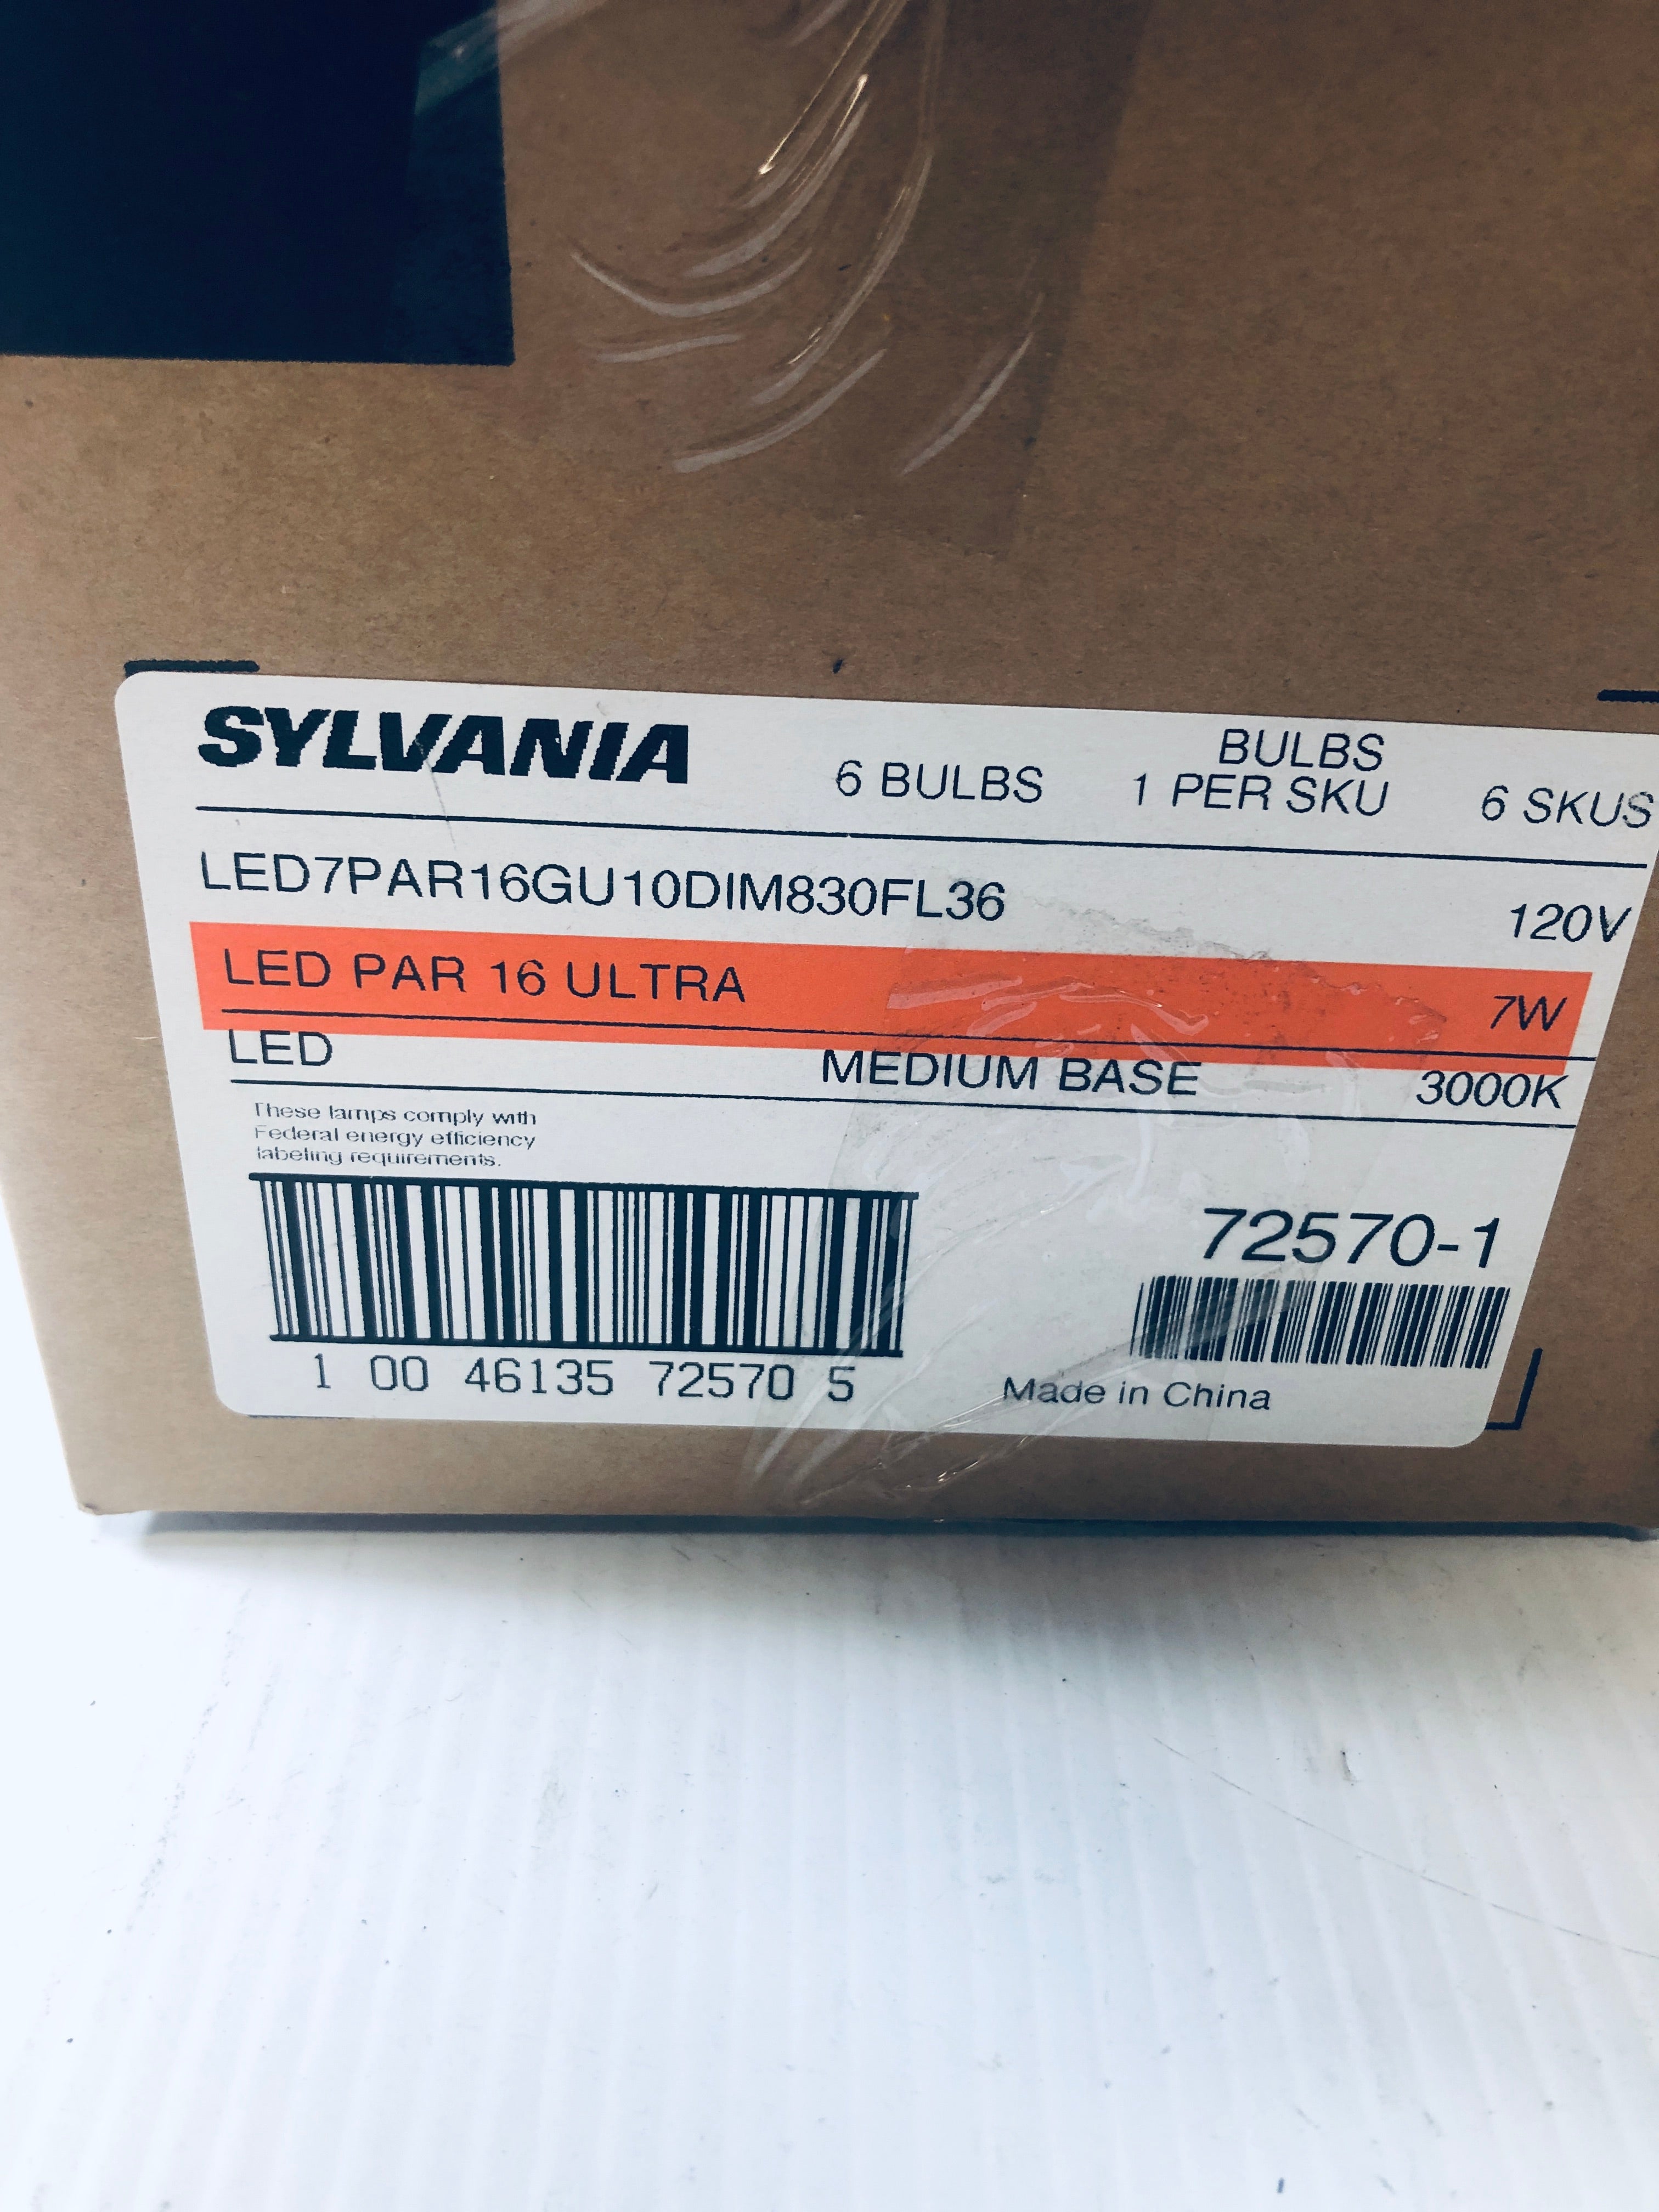 SYLVANIA 6 BULBS BULBS 1 PER SKU 6 SKUS
LED7PAR16GU10DIM830FL36 120V
LED PAR 16 ULTRA 7W
LED MEDIUM BASE 3000K
These lamps comply with
Federal energy efficiency
labeling requirements.
72570-1
1 00 46135 72570 5
Made in China